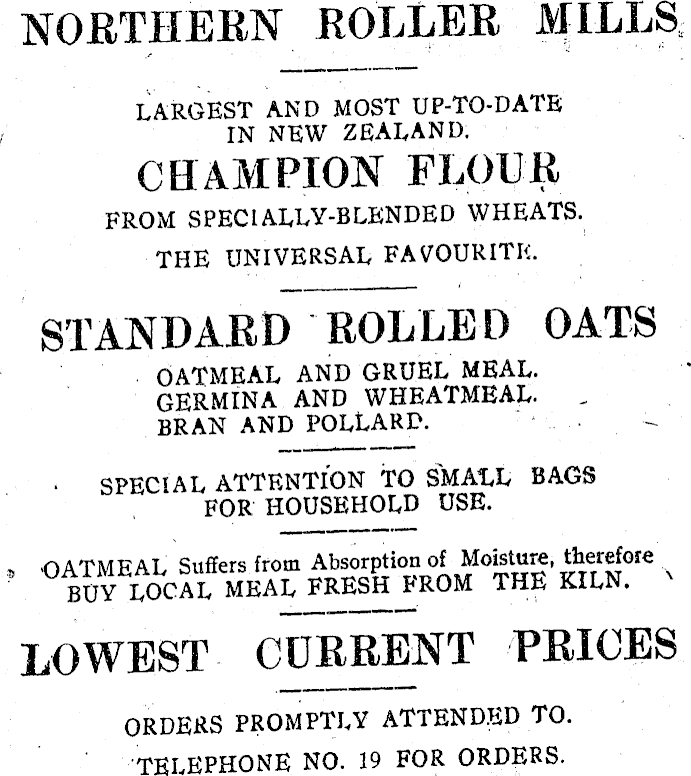 NORTHERN ROLLER MILLS
LARGEST AND MOST UP-TO-DATE
IN NEW ZEALAND.
CHAMPION FLOUR
FROM SPECIALLY-BLENDED WHEATS.
THE UNIVERSAL FAVOURITE.
STANDARD ROLLED OATS
OATMEAL AND GRUEL MEAL.
GERMINA AND WHEATMEAL.
BRAN AND POLLARD.
SPECIAL ATTENTION TO SMALL BAGS
FOR HOUSEHOLD USE.
OATMEAL Suffers from Absorption of Moisture, therefore
BUY LOCAL MEAL FRESH FROM THE KILN.
LOWEST CURRENT PRICES
ORDERS PROMPTLY ATTENDED TO.
TELEPHONE NO. 19 FOR ORDERS.